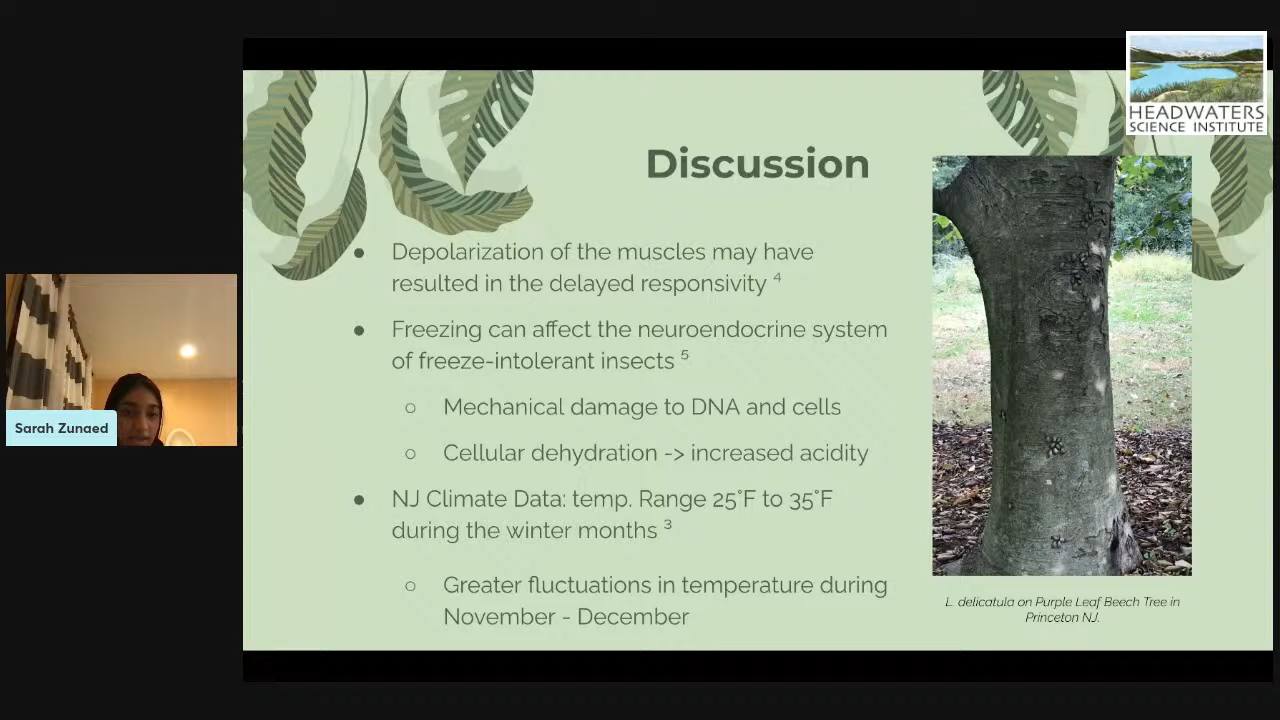 HEADWATERS
SCIENCE INSTITUTE
Discussion
● Depolarization of the muscles may have
resulted in the delayed responsivity ⁴
● Freezing can affect the neuroendocrine system
of freeze-intolerant insects ⁵
○ Mechanical damage to DNA and cells
○ Cellular dehydration -> increased acidity
● NJ Climate Data: temp. Range 25°F to 35°F
during the winter months ³
○ Greater fluctuations in temperature during
November - December
L. delicatula on Purple Leaf Beech Tree in
Princeton NJ.
Sarah Zunaed